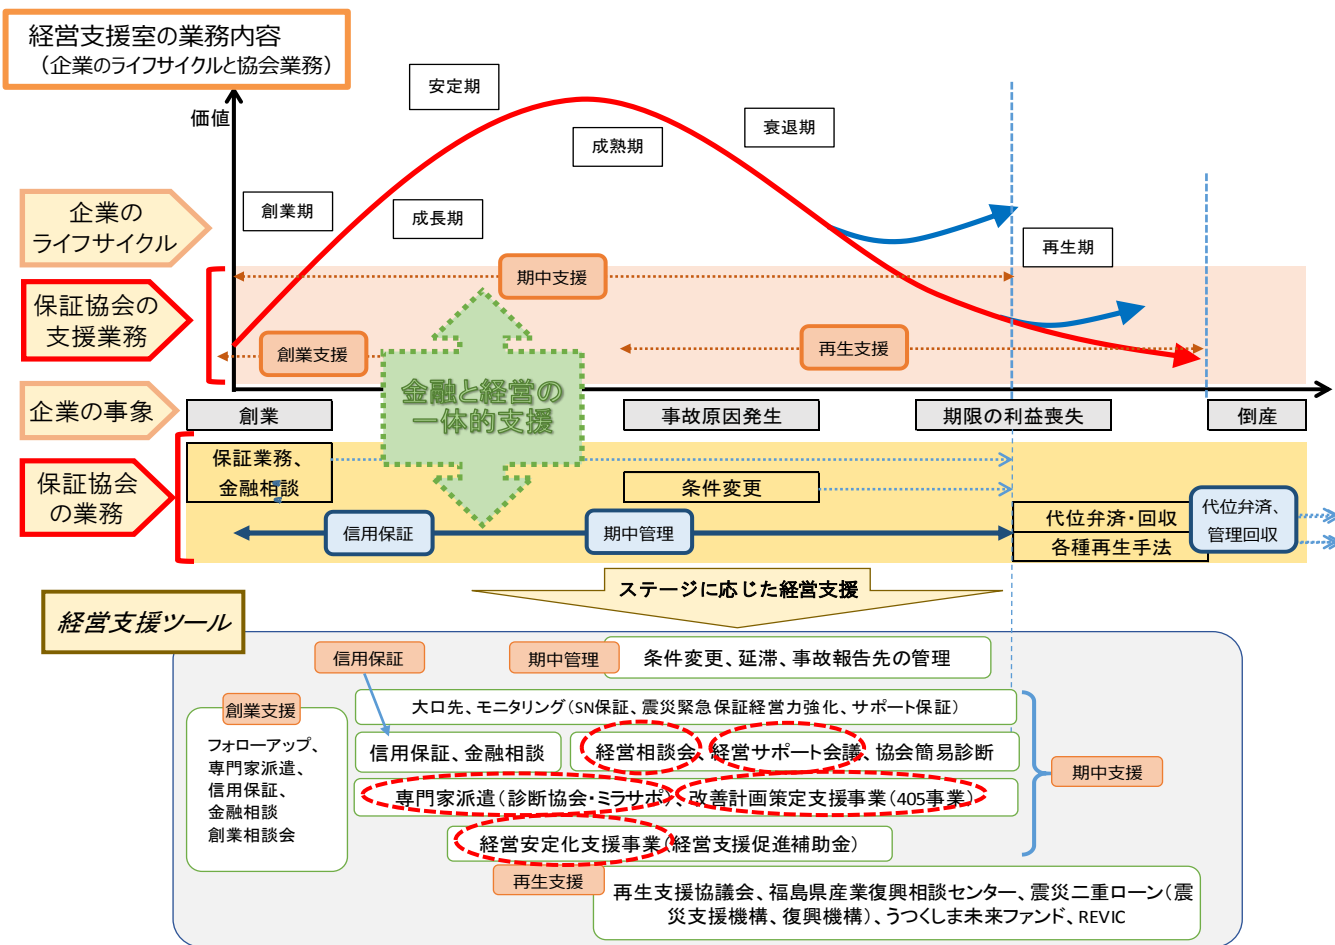 経営支援室の業務内容
（企業のライフサイクルと協会業務）
価値
安定期
成熟期
衰退期
創業期
成長期
再生期
企業の
ライフサイクル
期中支援
保証協会の
支援業務
創業支援
再生支援
金融と経営の
一体的支援
企業の事象
創業
事故原因発生
期限の利益喪失
倒産
保証協会
の業務
保証業務、
金融相談
条件変更
信用保証
期中管理
代位弁済・回収
各種再生手法
代位弁済、
管理回収
ステージに応じた経営支援
経営支援ツール
信用保証
期中管理
条件変更、延滞、事故報告先の管理
創業支援
フォローアップ、
専門家派遣、
信用保証、
金融相談
創業相談会
大口先、モニタリング（SN保証、震災緊急保証経営力強化、サポート保証）
信用保証、金融相談
経営相談会、経営サポート会議、協会簡易診断
専門家派遣（診断協会・ミラサポ）、改善計画策定支援事業（405事業）
経営安定化支援事業（経営支援促進補助金）
期中支援
再生支援
再生支援協議会、福島県産業復興相談センター、震災二重ローン（震
災支援機構、復興機構）、うつくしま未来ファンド、REVIC